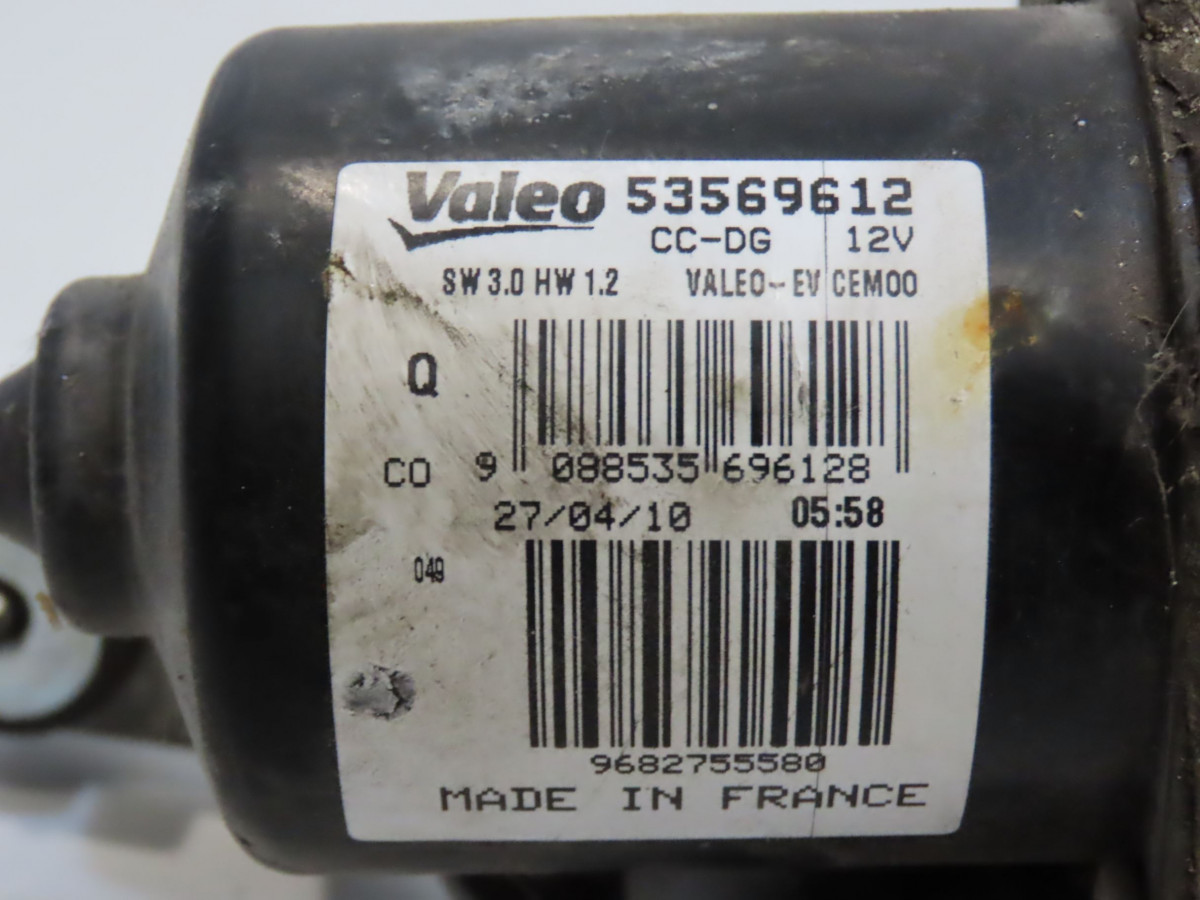 Valeo 53569612
CC-DG 12V
SW 3.0 HW 1.2 VALEO-EV CEM00
Q
CO 9 088535 696128
27/04/10 05:58
049
9682755580
MADE IN FRANCE